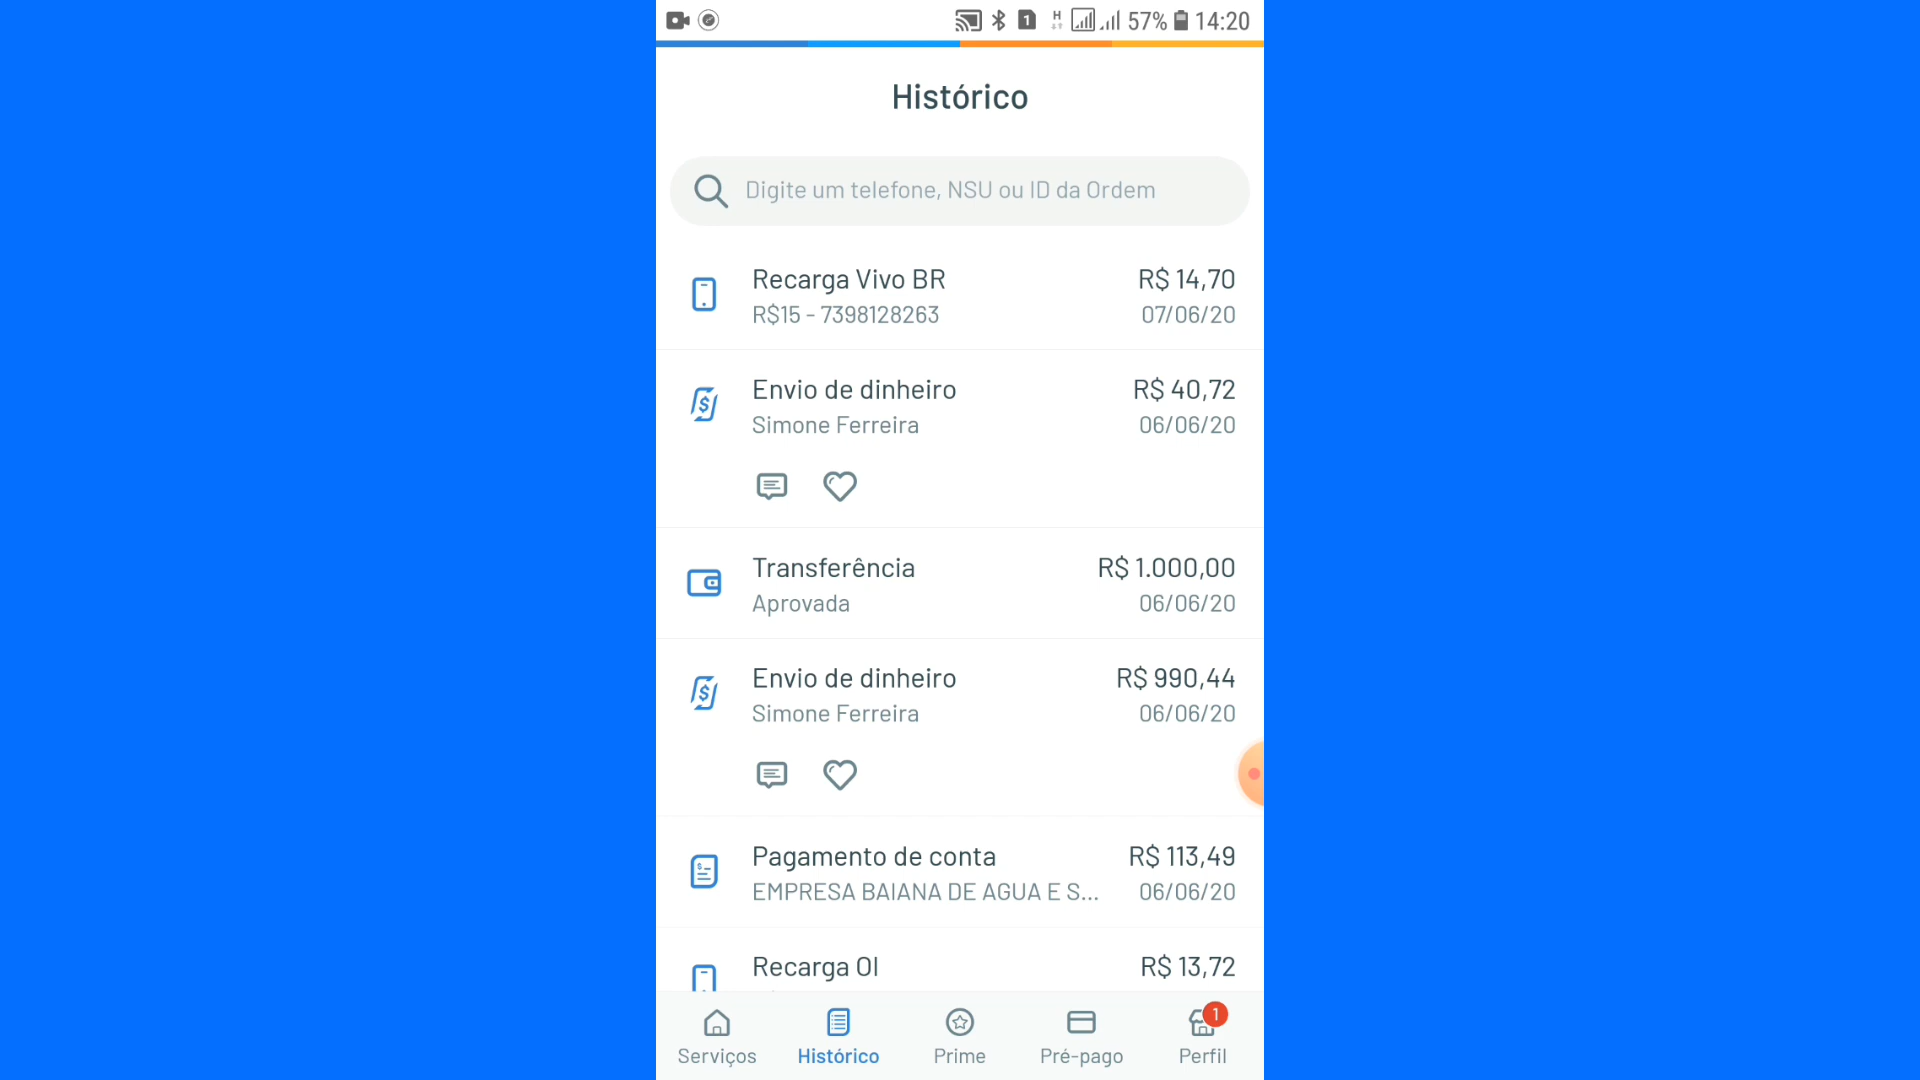 1 H 57% 14:20
Histórico
Digite um telefone, NSU ou ID da Ordem
Recarga Vivo BR R$ 14,70
R$15 - 7398128263 07/06/20
Envio de dinheiro R$ 40,72
Simone Ferreira 06/06/20
Transferência R$ 1.000,00
Aprovada 06/06/20
Envio de dinheiro R$ 990,44
Simone Ferreira 06/06/20
Pagamento de conta R$ 113,49
EMPRESA BAIANA DE AGUA E S... 06/06/20
Recarga OI R$ 13,72
1
Serviços Histórico Prime Pré-pago Perfil